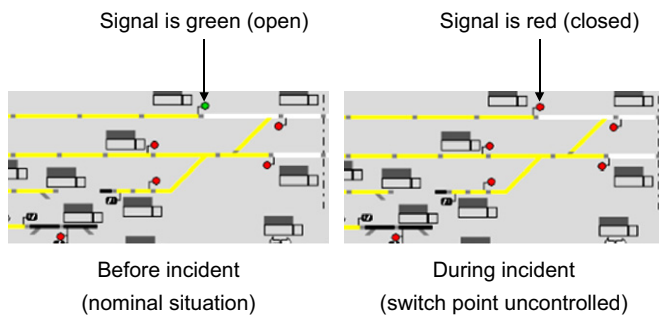 Signal is green (open)
Signal is red (closed)
Before incident
(nominal situation)
During incident
(switch point uncontrolled)